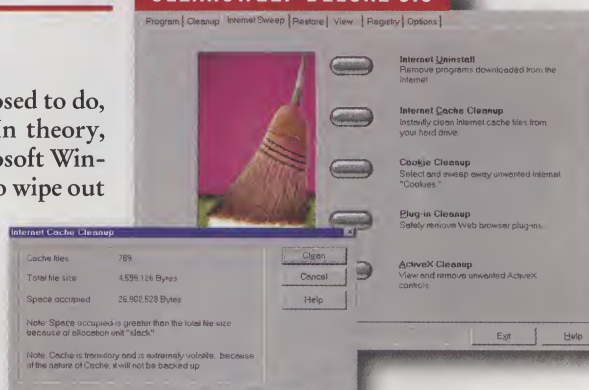 Program Cleanup Internet Sweep Restore View Registry Options
osed to do,
In theory,
osoft Win-
o wipe out
Internet Uninstall
Remove programs downloaded from the
Internet
Internet Cache Cleanup
Instantly clean Internet cache files from
your hard drive.
Cookie Cleanup
Select and sweep away unwanted Internet
"Cookies."
Plug-in Cleanup
Safely remove Web browser plug-ins.
ActiveX Cleanup
View and remove unwanted ActiveX
controls.
Exit Help
Internet Cache Cleanup
Cache files 789
Total file size 4,599,126 Bytes
Space occupied 26,902,528 Bytes
Note: Space occupied is greater than the total file size
because of allocation unit "slack"
Note: Cache is transitory and is extremely volatile, because
of the nature of Cache, it will not be backed up
Clean
Cancel
Help